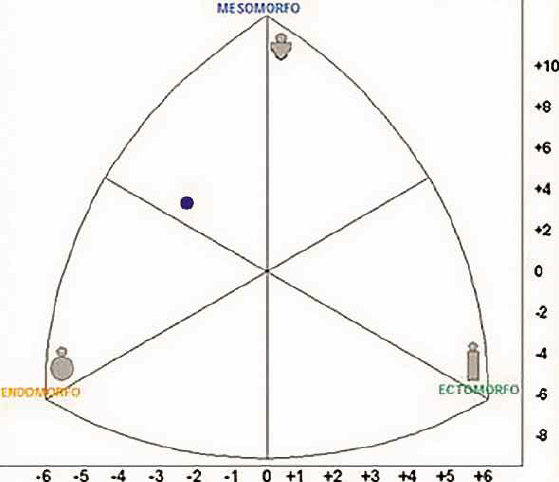 MESOMORFO
+10
+8
+6
+4
+2
0
-2
-4
ENDOMORFO
ECTOMORFO
-6
-8
-6 -5 -4 -3 -2 -1 0 +1 +2 +3 +4 +5 +6